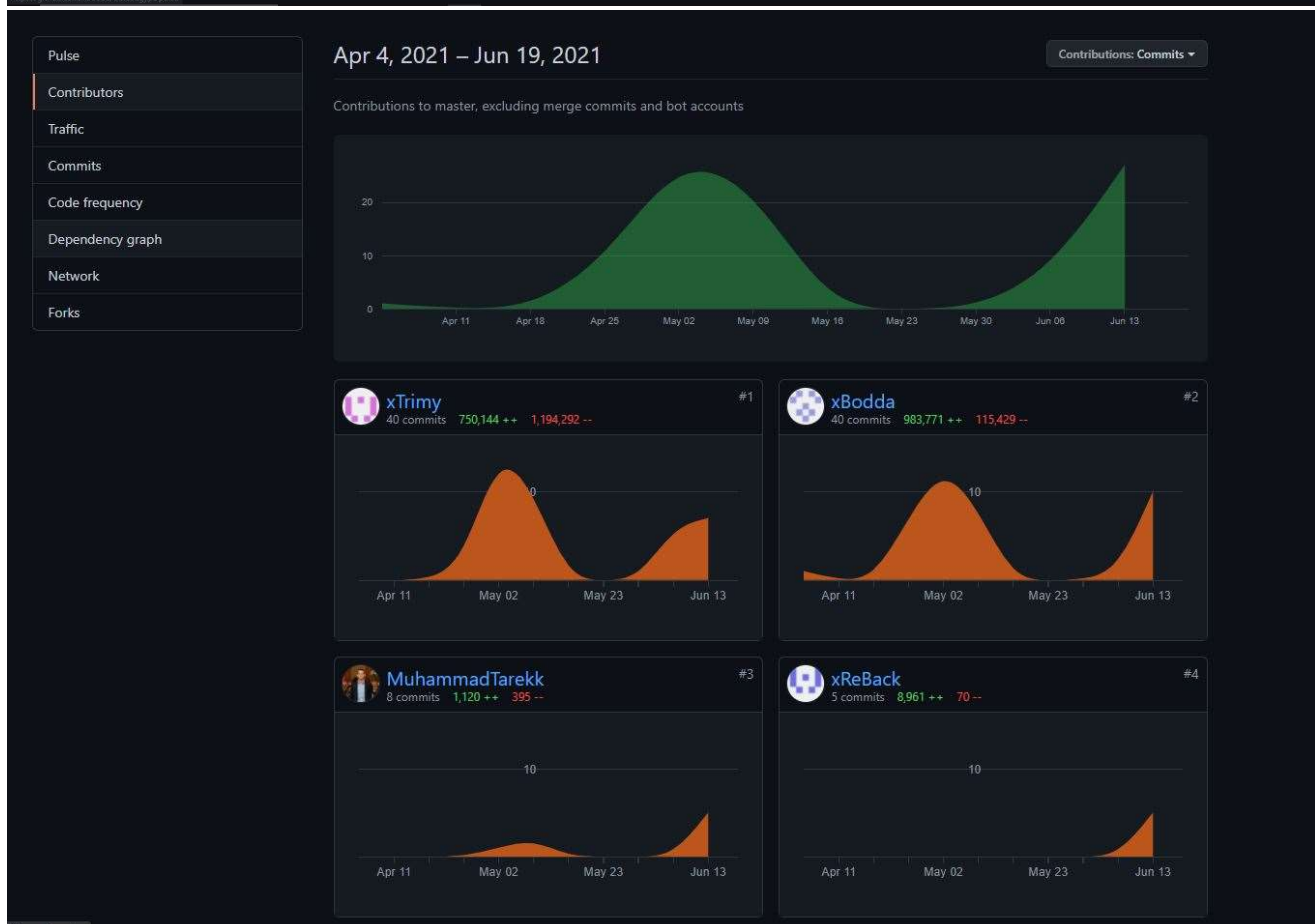 Pulse
Contributors
Traffic
Commits
Code frequency
Dependency graph
Network
Forks
Apr 4, 2021 – Jun 19, 2021
Contributions: Commits
Contributions to master, excluding merge commits and bot accounts
20
10
0
Apr 11 Apr 18 Apr 25 May 02 May 09 May 16 May 23 May 30 Jun 06 Jun 13
xTrimy #1
40 commits 750,144 ++ 1,194,292 --
0
Apr 11 May 02 May 23 Jun 13
xBodda #2
40 commits 983,771 ++ 115,429 --
10
Apr 11 May 02 May 23 Jun 13
MuhammadTarekk #3
8 commits 1,120 ++ 395 --
10
Apr 11 May 02 May 23 Jun 13
xReBack #4
5 commits 8,961 ++ 70 --
10
Apr 11 May 02 May 23 Jun 13